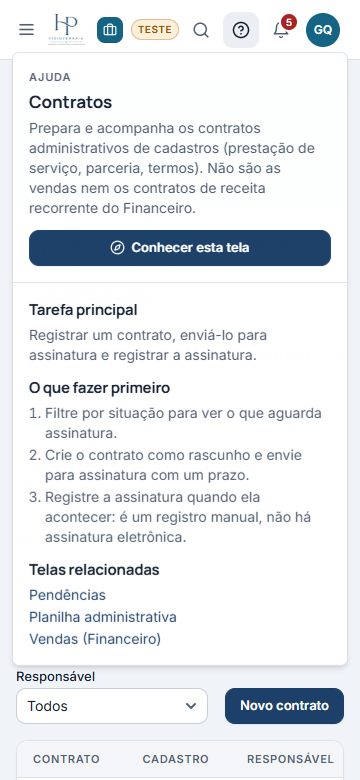 HP
FISIOTERAPIA
TESTE
5
GQ
AJUDA
Contratos
Prepara e acompanha os contratos
administrativos de cadastros (prestação de
serviço, parceria, termos). Não são as
vendas nem os contratos de receita
recorrente do Financeiro.
Conhecer esta tela
Tarefa principal
Registrar um contrato, enviá-lo para
assinatura e registrar a assinatura.
O que fazer primeiro
1. Filtre por situação para ver o que aguarda
assinatura.
2. Crie o contrato como rascunho e envie
para assinatura com um prazo.
3. Registre a assinatura quando ela
acontecer: é um registro manual, não há
assinatura eletrônica.
Telas relacionadas
Pendências
Planilha administrativa
Vendas (Financeiro)
Responsável
Todos
Novo contrato
CONTRATO CADASTRO RESPONSÁVEL